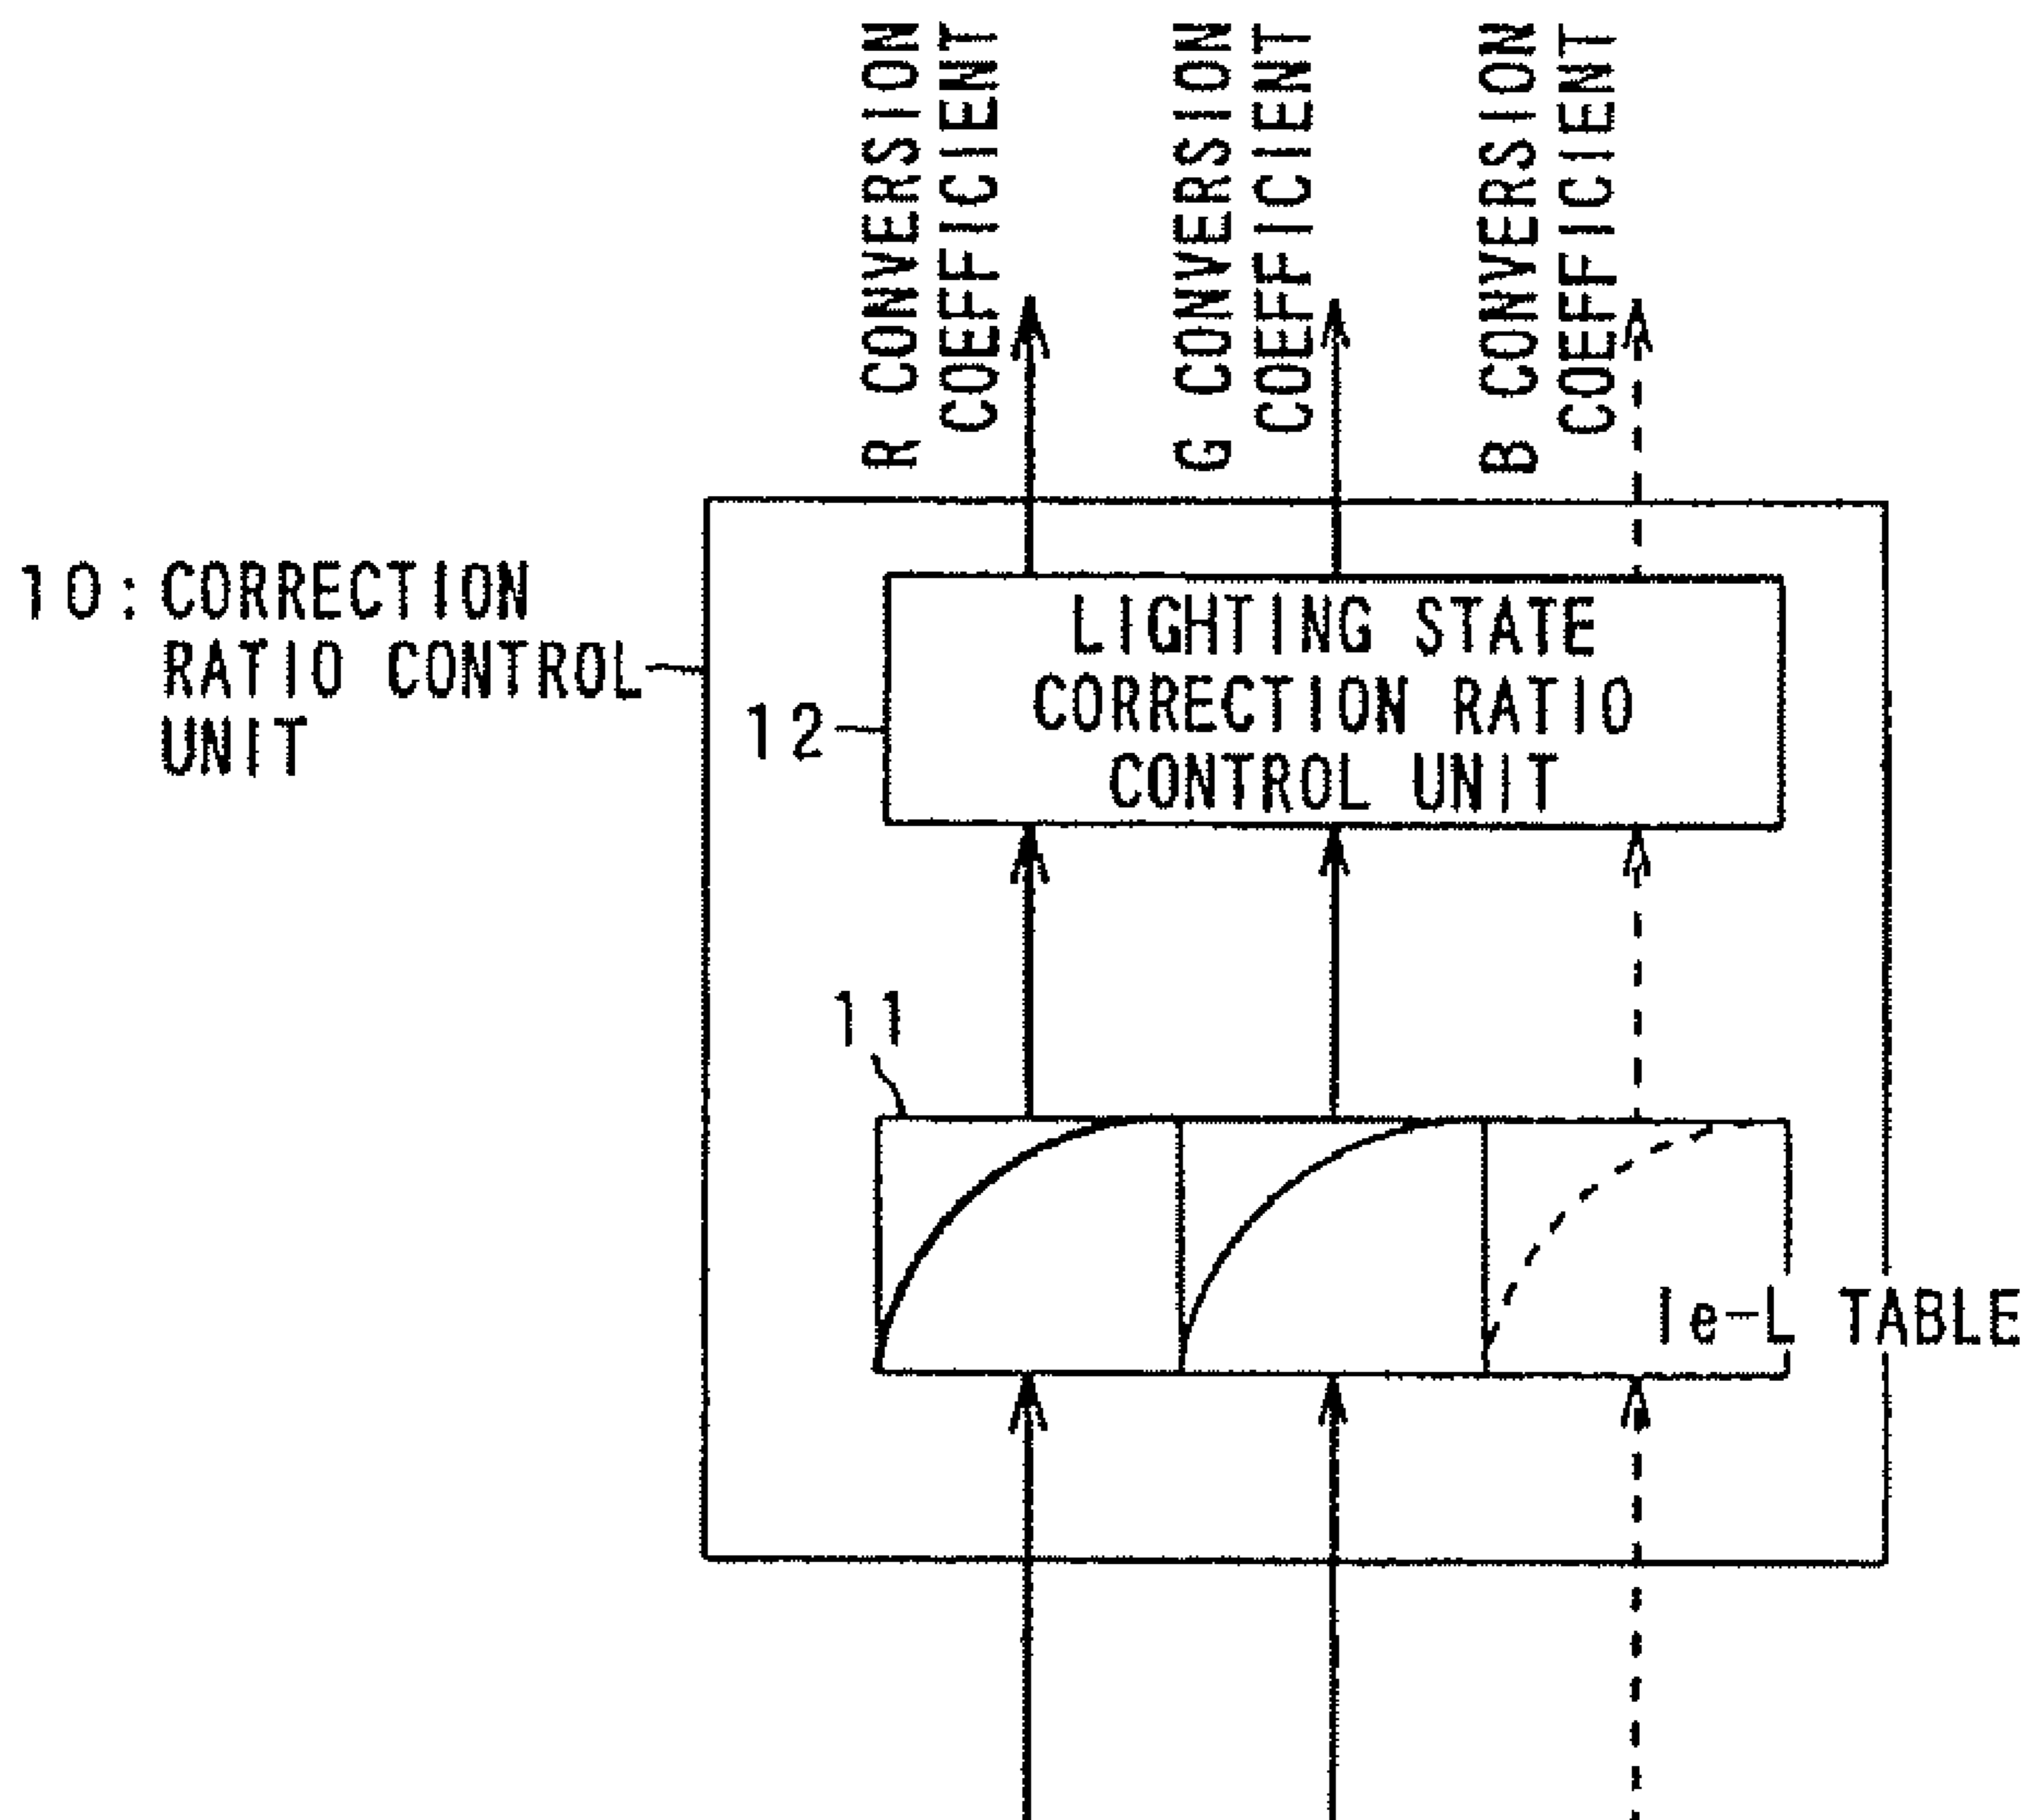 R CONVERSION
COEFFICIENT
G CONVERSION
COEFFICIENT
B CONVERSION
COEFFICIENT
10:CORRECTION
RATIO CONTROL
UNIT
LIGHTING STATE
CORRECTION RATIO
CONTROL UNIT
12
11
Ie-L TABLE